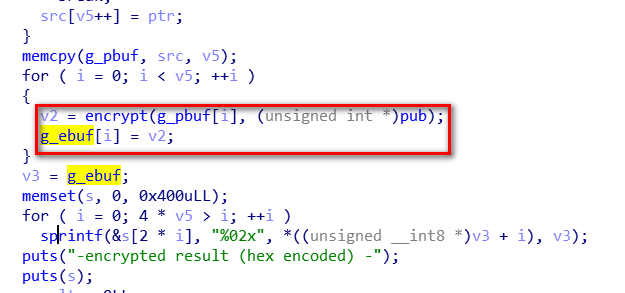 src[v5++] = ptr;
}
memcpy(g_pbuf, src, v5);
for ( i = 0; i < v5; ++i )
{
v2 = encrypt(g_pbuf[i], (unsigned int *)pub);
g_ebuf[i] = v2;
}
v3 = g_ebuf;
memset(s, 0, 0x400uLL);
for ( i = 0; 4 * v5 > i; ++i )
sprintf(&s[2 * i], "%02x", *((unsigned __int8 *)v3 + i), v3);
puts("-encrypted result (hex encoded) -");
puts(s);